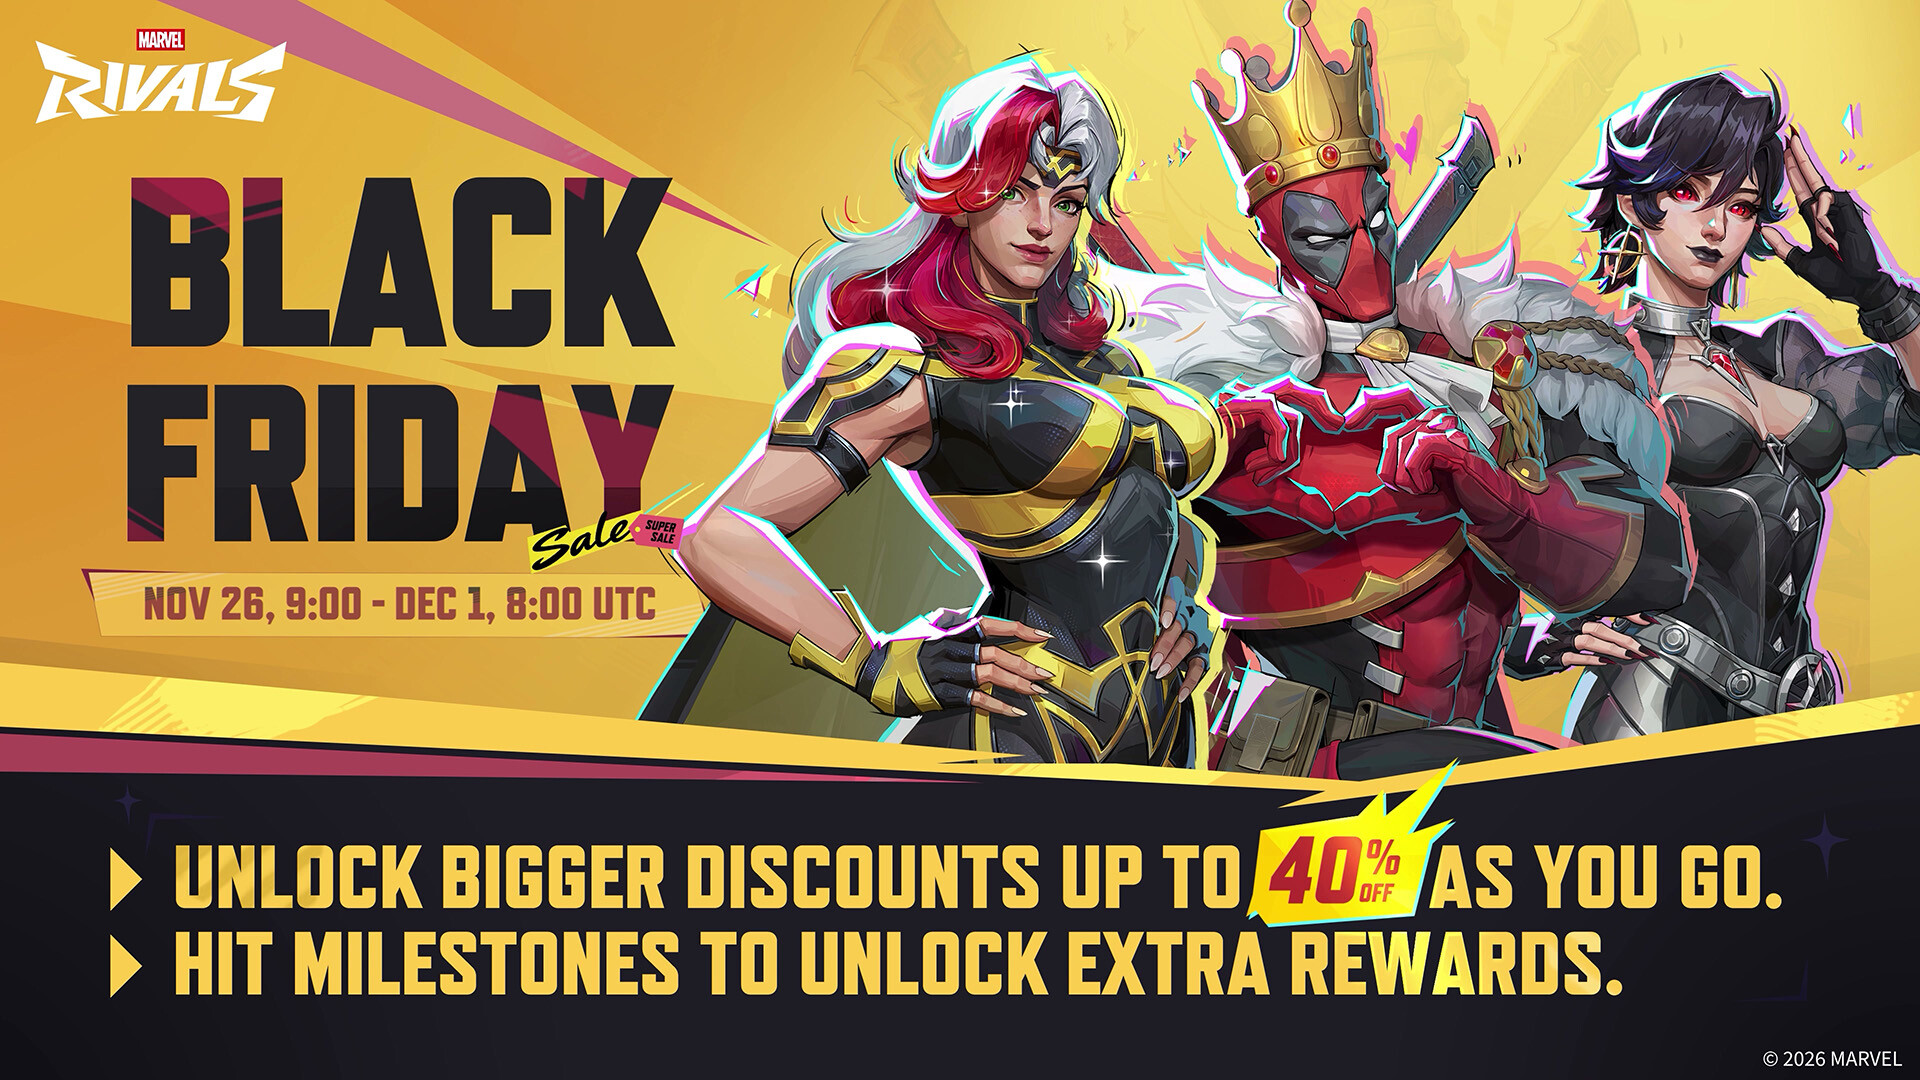 MARVEL
RIVALS
BLACK
FRIDAY
Sale
SUPER
SALE
NOV 26, 9:00 - DEC 1, 8:00 UTC
UNLOCK BIGGER DISCOUNTS UP TO 40% OFF AS YOU GO.
HIT MILESTONES TO UNLOCK EXTRA REWARDS.
© 2026 MARVEL